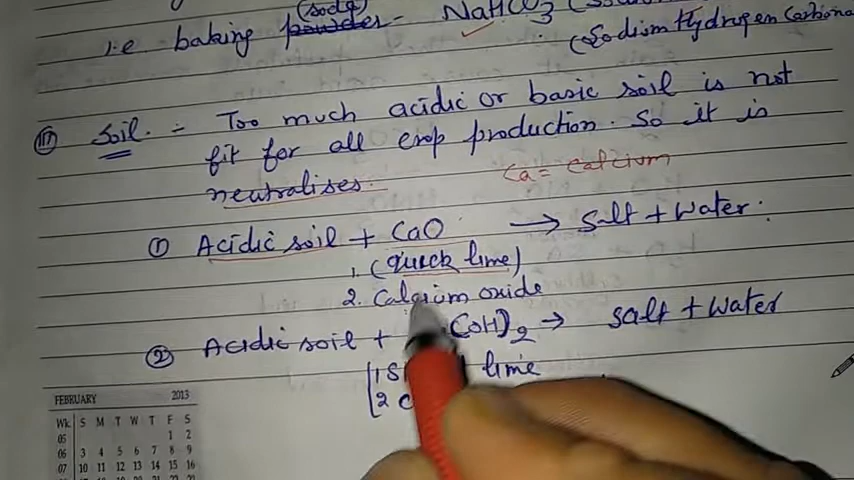 (soda)
i.e baking powder - NaHCO3
(Sodium Hydrogen Carbona
(iii) Soil. :- Too much acidic or basic soil is not
fit for all crop production. So it is
neutralises. Ca = calcium
① Acidic soil + CaO → Salt + Water.
1. (quick lime)
2. Calcium oxide
② Acidic soil + (OH)2 → salt + Water
1 lime
2
FEBRUARY 2013
Wk S M T W T F S
05 1 2
06 3 4 5 6 7 8 9
07 10 11 12 13 14 15 16